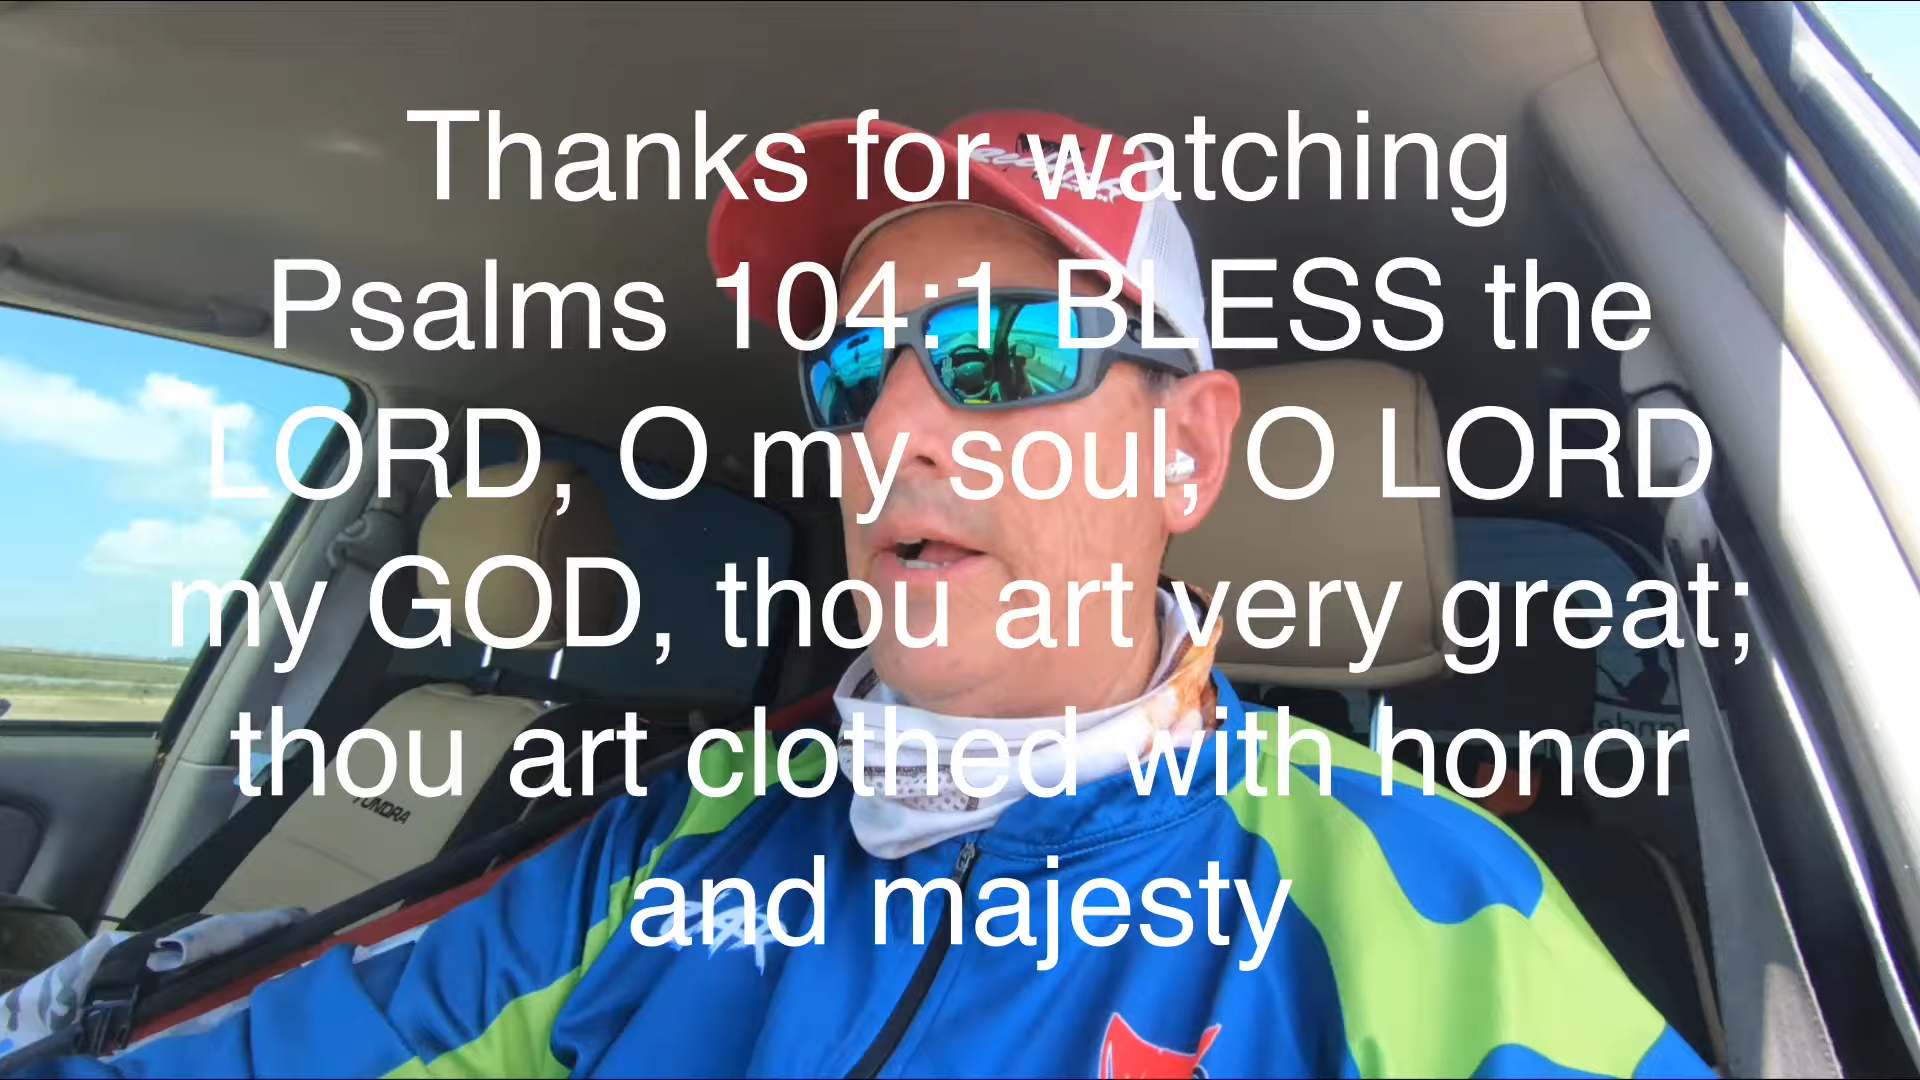 Thanks for watching
Psalms 104:1 BLESS the
LORD, O my soul, O LORD
my GOD, thou art very great;
thou art clothed with honor
and majesty
TUNDRA